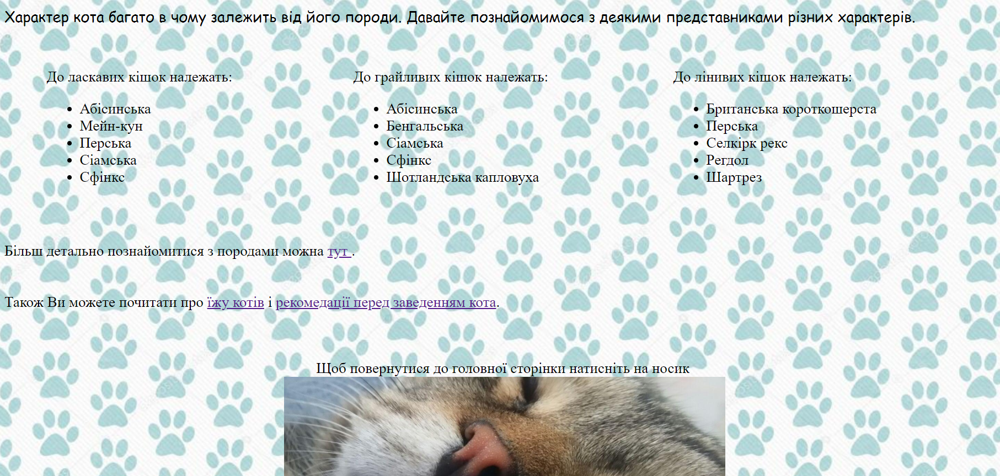 Характер кота багато в чому залежить від його породи. Давайте познайомимося з деякими представниками різних характерів.
До ласкавих кішок належать:
• Абісинська
• Мейн-кун
• Перська
• Сіамська
• Сфінкс
До грайливих кішок належать:
• Абісинська
• Бенгальська
• Сіамська
• Сфінкс
• Шотландська капловуха
До лінивих кішок належать:
• Британська короткошерста
• Перська
• Селкірк рекс
• Регдол
• Шартрез
Більш детально познайомитися з породами можна тут .
Також Ви можете почитати про їжу котів і рекомедації перед заведенням кота.
Щоб повернутися до головної сторінки натисніть на носик